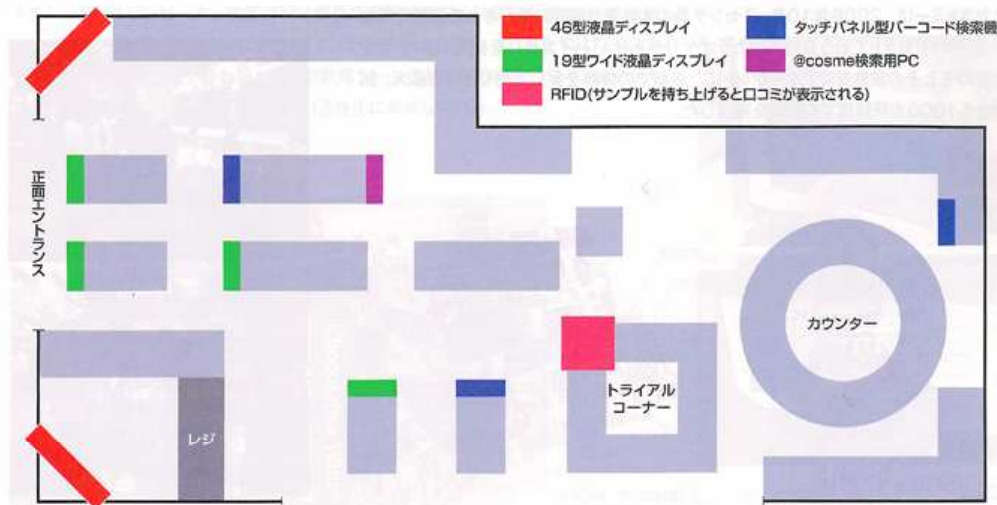 46型液晶ディスプレイ
タッチパネル型バーコード検索機
19型ワイド液晶ディスプレイ
@cosme検索用PC
RFID(サンプルを持ち上げると口コミが表示される)
正面エントランス
カウンター
トライアル
コーナー
レジ